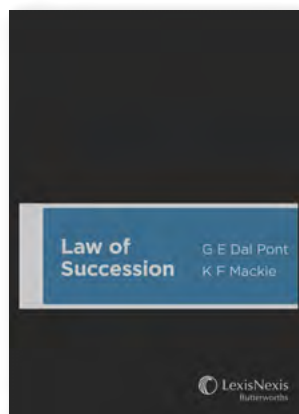 Law of
Succession
G E Dal Pont
K F Mackie
LexisNexis
Butterworths